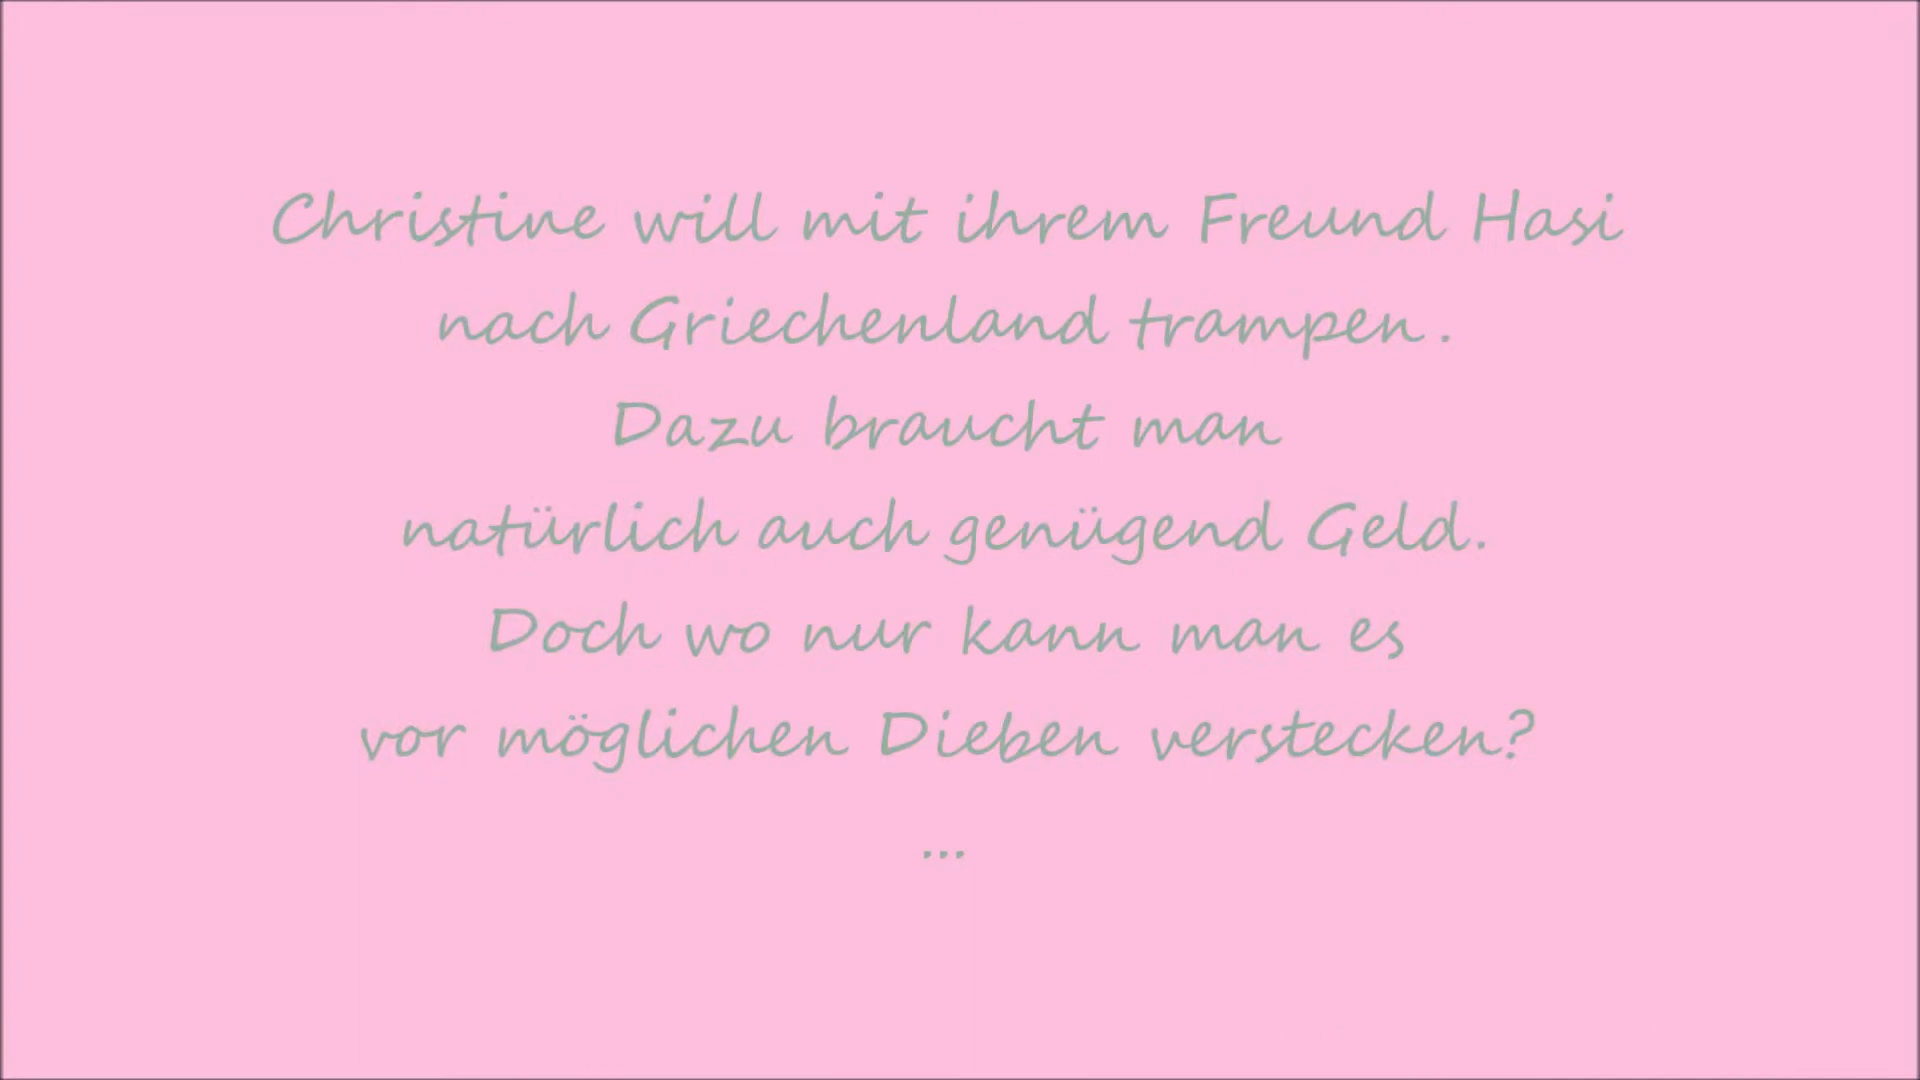 Christine will mit ihrem Freund Hasi
nach Griechenland trampen.
Dazu braucht man
natürlich auch genügend Geld.
Doch wo nur kann man es
vor möglichen Dieben verstecken?
...